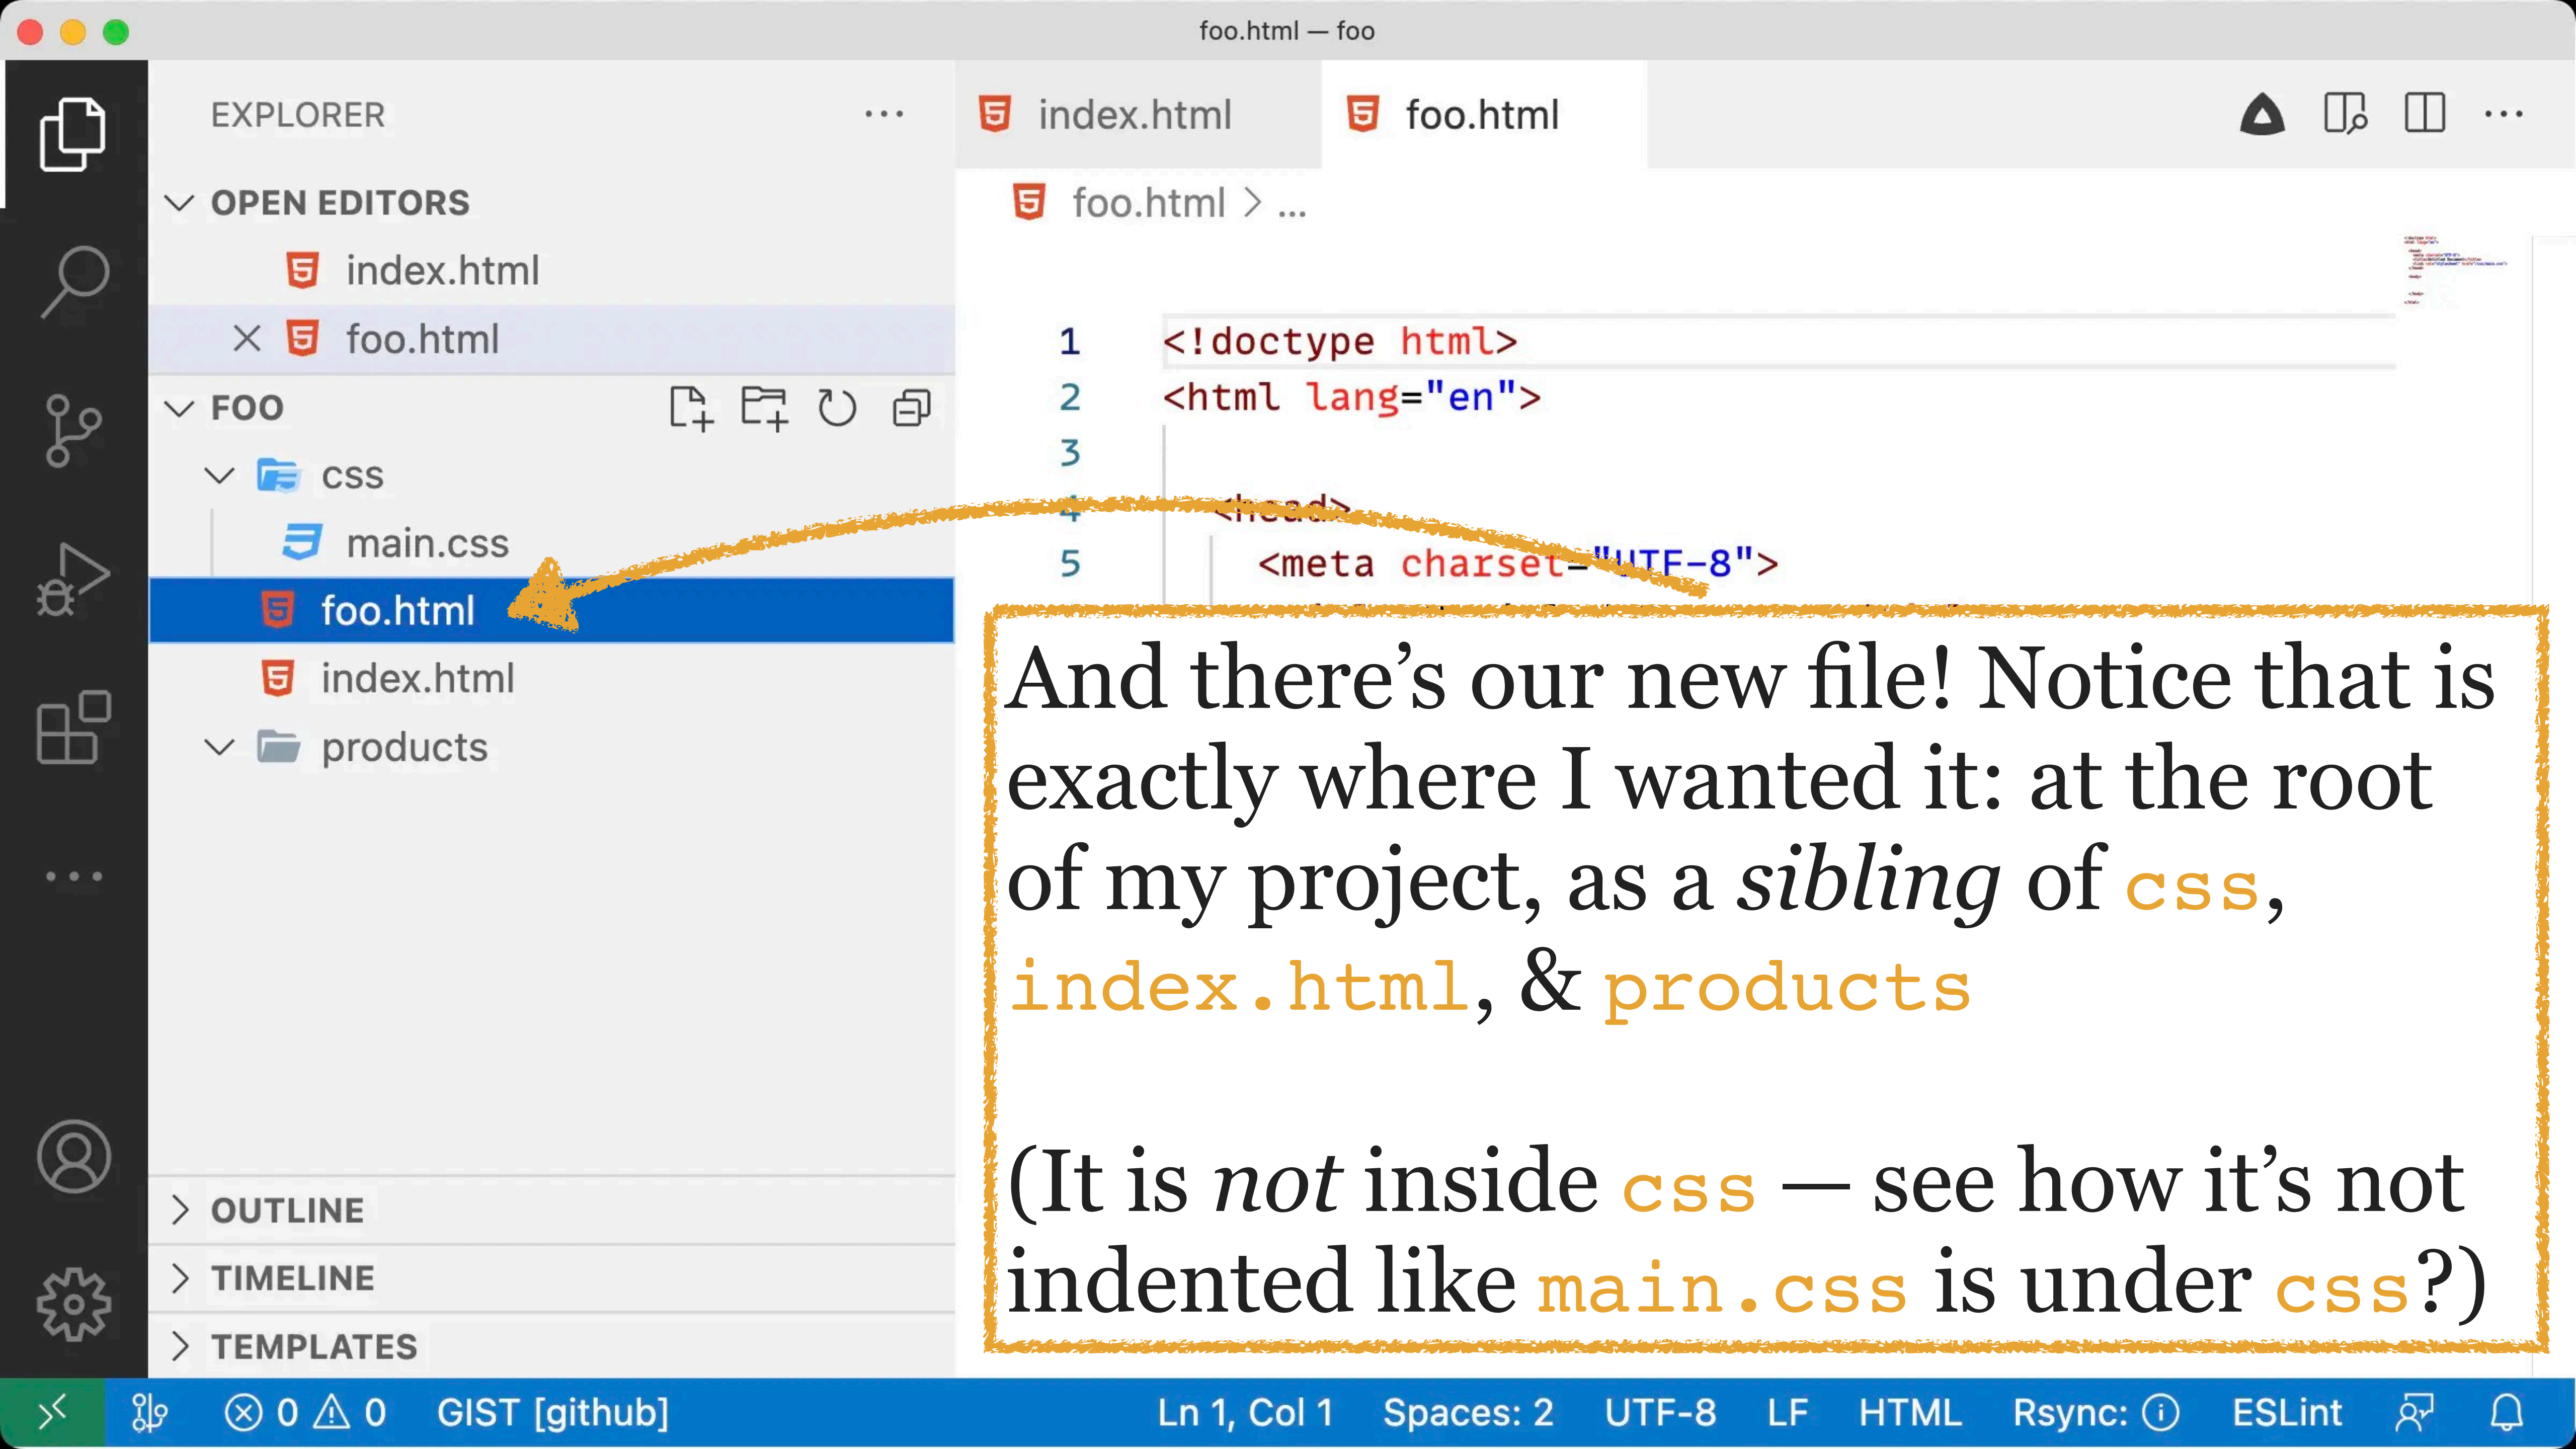 foo.html — foo
EXPLORER
OPEN EDITORS
index.html
foo.html
FOO
css
main.css
foo.html
index.html
products
OUTLINE
TIMELINE
TEMPLATES
index.html
foo.html
foo.html > ...
1 <!doctype html>
2 <html lang="en">
3
4 <head>
5 <meta charset="UTF-8">
And there’s our new file! Notice that is
exactly where I wanted it: at the root
of my project, as a sibling of css,
index.html, & products
(It is not inside css — see how it’s not
indented like main.css is under css?)
0 0 GIST [github] Ln 1, Col 1 Spaces: 2 UTF-8 LF HTML Rsync: ESLint